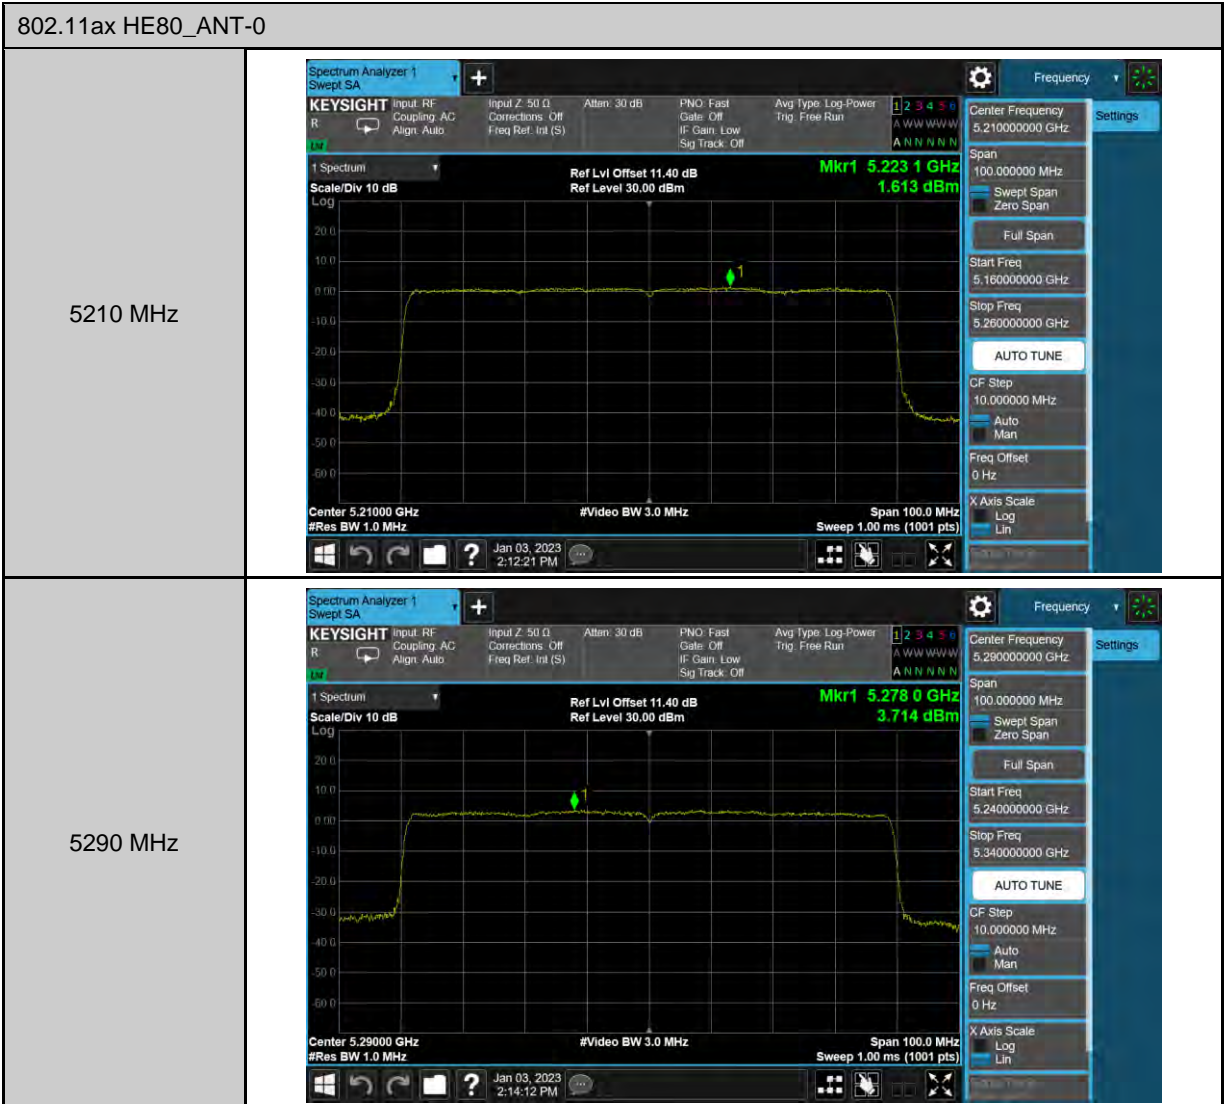 802.11ax HE80_ANT-0
5210 MHz
Spectrum Analyzer 1
Swept SA
+
Frequency
KEYSIGHT
R
Input: RF
Coupling: AC
Align: Auto
Input Z: 50 Ω
Corrections: Off
Freq Ref: Int (S)
Atten: 30 dB
PNO: Fast
Gate: Off
IF Gain: Low
Sig Track: Off
Avg Type: Log-Power
Trig: Free Run
1 2 3 4 5 6
A W W W W W
A N N N N N
1 Spectrum
Scale/Div 10 dB
Log
Ref Lvl Offset 11.40 dB
Ref Level 30.00 dBm
Mkr1 5.223 1 GHz
1.613 dBm
20.0
10.0
0.00
-10.0
-20.0
-30.0
-40.0
-50.0
-60.0
1
Center 5.21000 GHz
#Res BW 1.0 MHz
#Video BW 3.0 MHz
Span 100.0 MHz
Sweep 1.00 ms (1001 pts)
?
Jan 03, 2023
2:12:21 PM
Center Frequency
5.210000000 GHz
Settings
Span
100.000000 MHz
Swept Span
Zero Span
Full Span
Start Freq
5.160000000 GHz
Stop Freq
5.260000000 GHz
AUTO TUNE
CF Step
10.000000 MHz
Auto
Man
Freq Offset
0 Hz
X Axis Scale
Log
Lin
5290 MHz
Spectrum Analyzer 1
Swept SA
+
Frequency
KEYSIGHT
R
Input: RF
Coupling: AC
Align: Auto
Input Z: 50 Ω
Corrections: Off
Freq Ref: Int (S)
Atten: 30 dB
PNO: Fast
Gate: Off
IF Gain: Low
Sig Track: Off
Avg Type: Log-Power
Trig: Free Run
1 2 3 4 5 6
A W W W W W
A N N N N N
1 Spectrum
Scale/Div 10 dB
Log
Ref Lvl Offset 11.40 dB
Ref Level 30.00 dBm
Mkr1 5.278 0 GHz
3.714 dBm
20.0
10.0
0.00
-10.0
-20.0
-30.0
-40.0
-50.0
-60.0
1
Center 5.29000 GHz
#Res BW 1.0 MHz
#Video BW 3.0 MHz
Span 100.0 MHz
Sweep 1.00 ms (1001 pts)
?
Jan 03, 2023
2:14:12 PM
Center Frequency
5.290000000 GHz
Settings
Span
100.000000 MHz
Swept Span
Zero Span
Full Span
Start Freq
5.240000000 GHz
Stop Freq
5.340000000 GHz
AUTO TUNE
CF Step
10.000000 MHz
Auto
Man
Freq Offset
0 Hz
X Axis Scale
Log
Lin